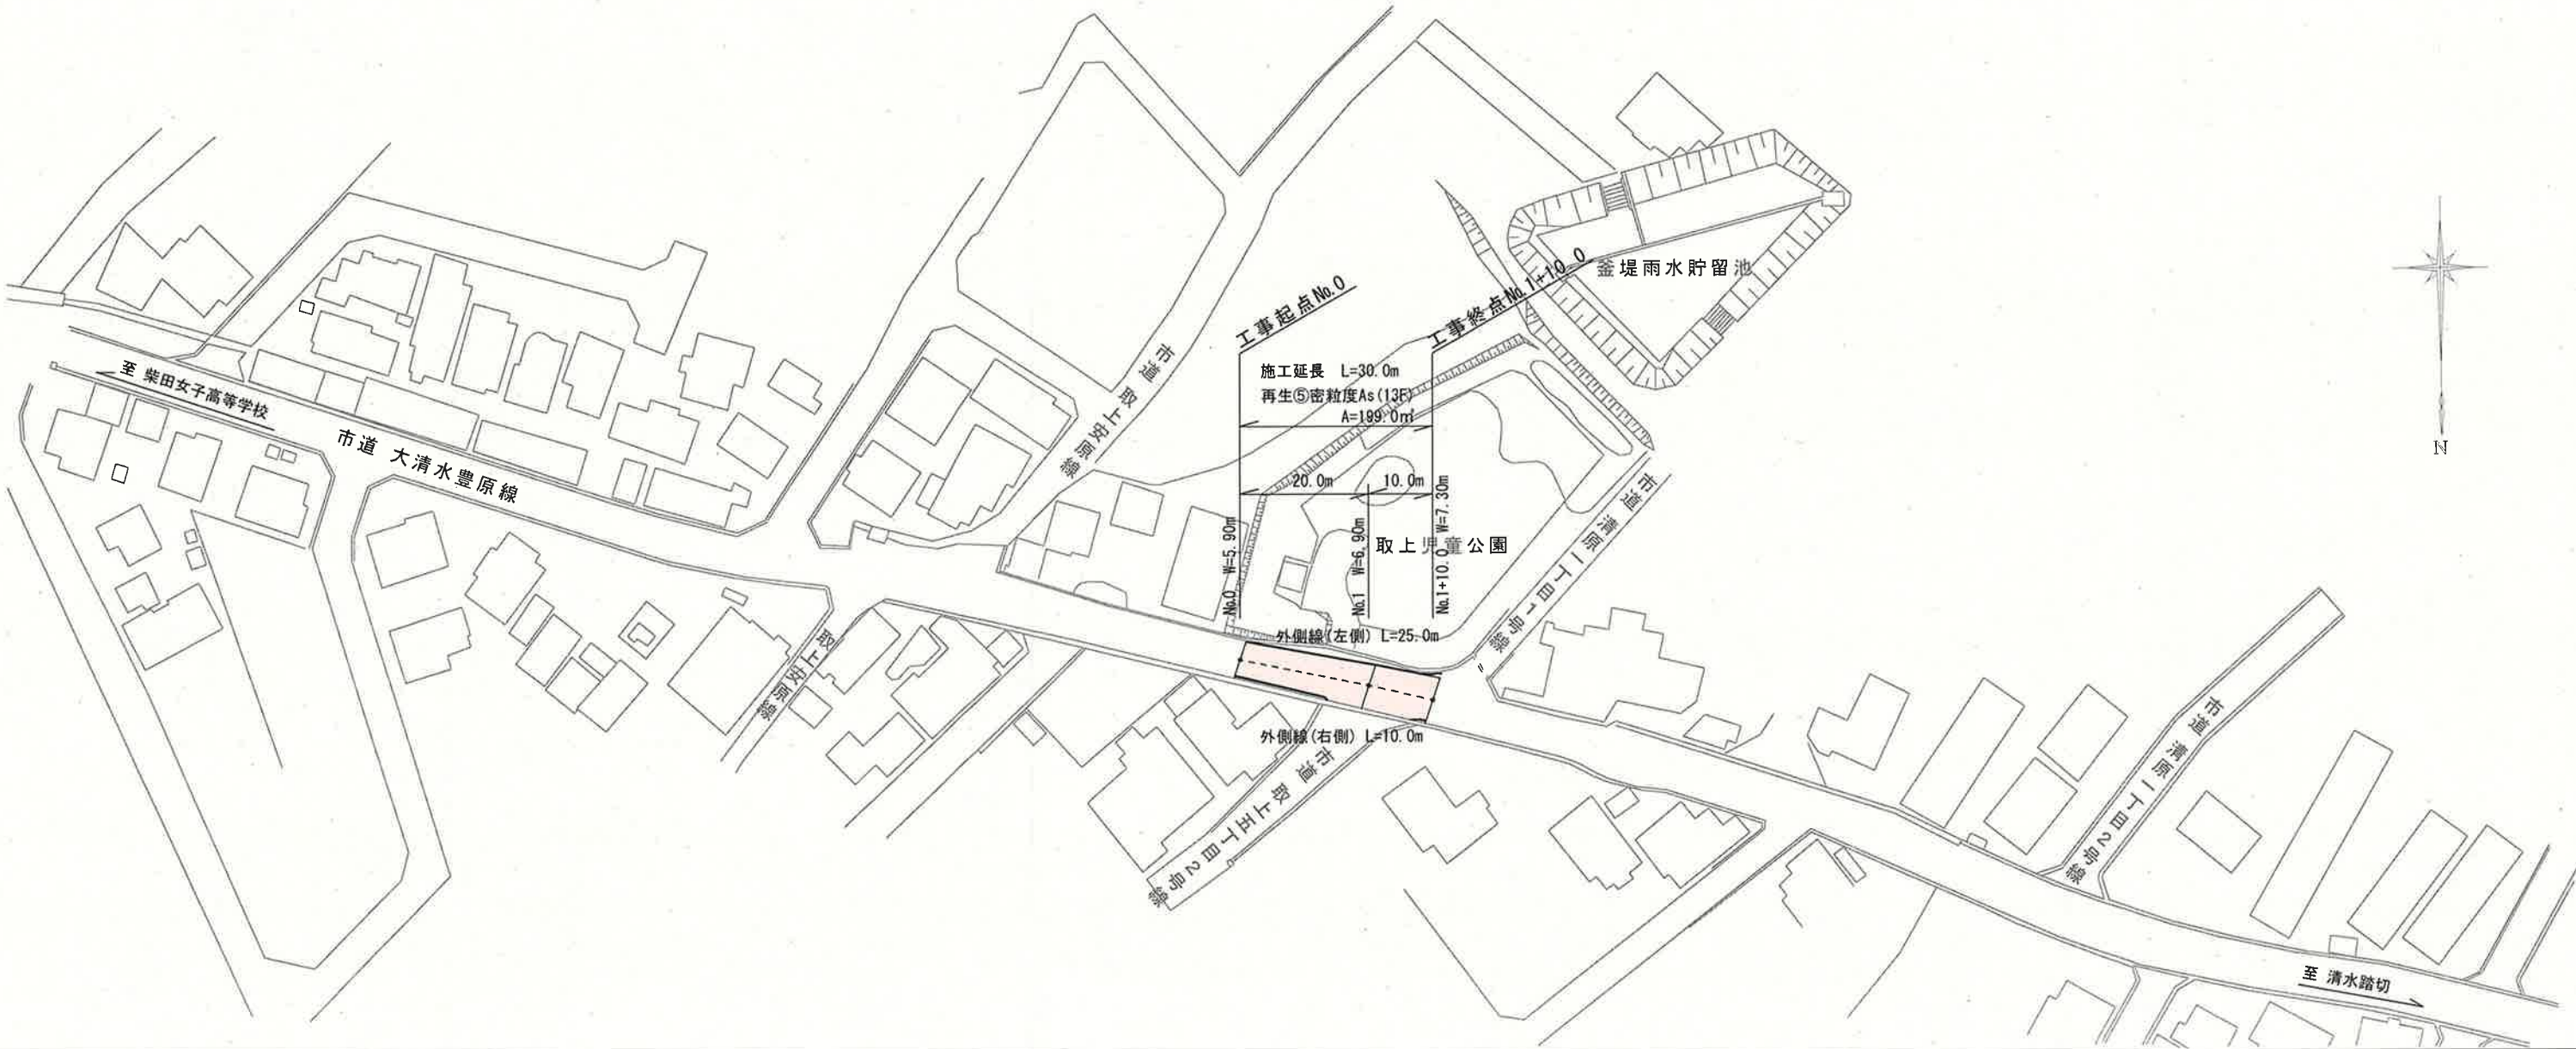 工事起点No.0
工事終点No.1+10.0
釜堤雨水貯留池
施工延長 L=30.0m
再生⑤密粒度As(13F)
A=199.0㎡
20.0m
10.0m
No.0 W=5.90m
No.1 W=6.90m
No.1+10.0 W=7.30m
取上児童公園
外側線(左側) L=25.0m
外側線(右側) L=10.0m
至 柴田女子高等学校
市道 大清水豊原線
市道 取上安原線
取上安原線
市道 清原一丁目1号線
市道 取上五丁目2号線
市道 清原一丁目2号線
至 清水踏切
N